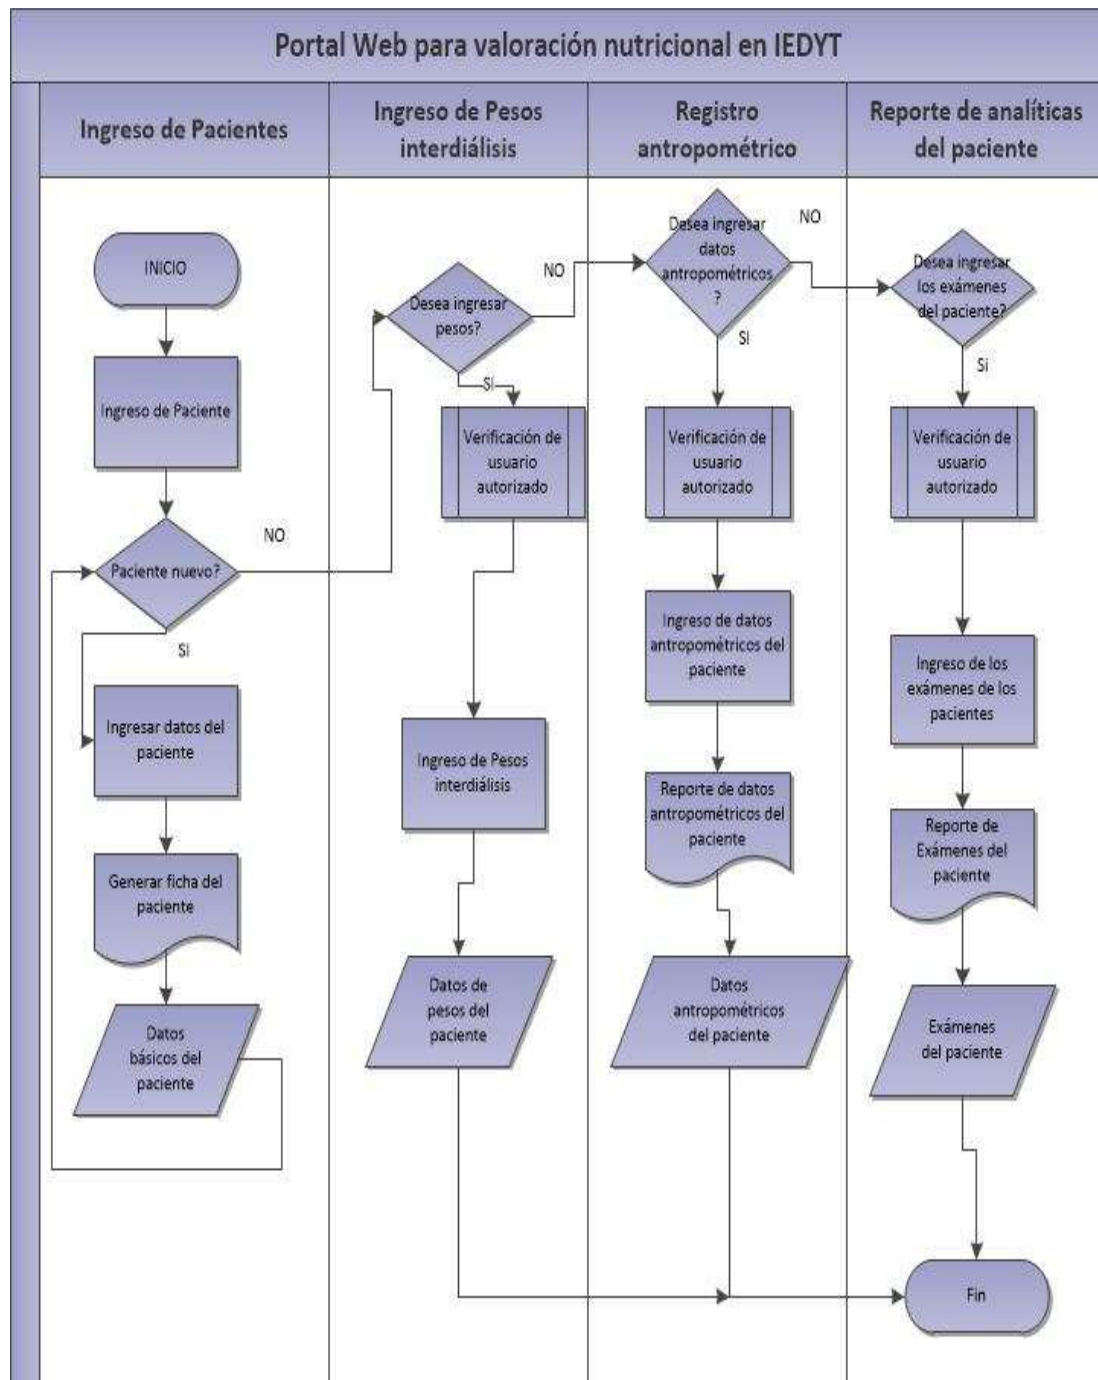 Portal Web para valoración nutricional en IEDYT
Ingreso de Pacientes
Ingreso de Pesos
interdiálisis
Registro
antropométrico
Reporte de analíticas
del paciente
INICIO
Ingreso de Paciente
Paciente nuevo?
NO
SI
Ingresar datos del
paciente
Generar ficha del
paciente
Datos
básicos del
paciente
Desea ingresar
pesos?
NO
SI
Verificación de
usuario
autorizado
Ingreso de Pesos
interdiálisis
Datos de
pesos del
paciente
Desea ingresar
datos
antropométricos
?
NO
SI
Verificación de
usuario
autorizado
Ingreso de datos
antropométricos del
paciente
Reporte de datos
antropométricos del
paciente
Datos
antropométricos
del paciente
Desea ingresar
los exámenes
del paciente?
Si
Verificación de
usuario
autorizado
Ingreso de los
exámenes de los
pacientes
Reporte de
Exámenes del
paciente
Exámenes
del paciente
Fin